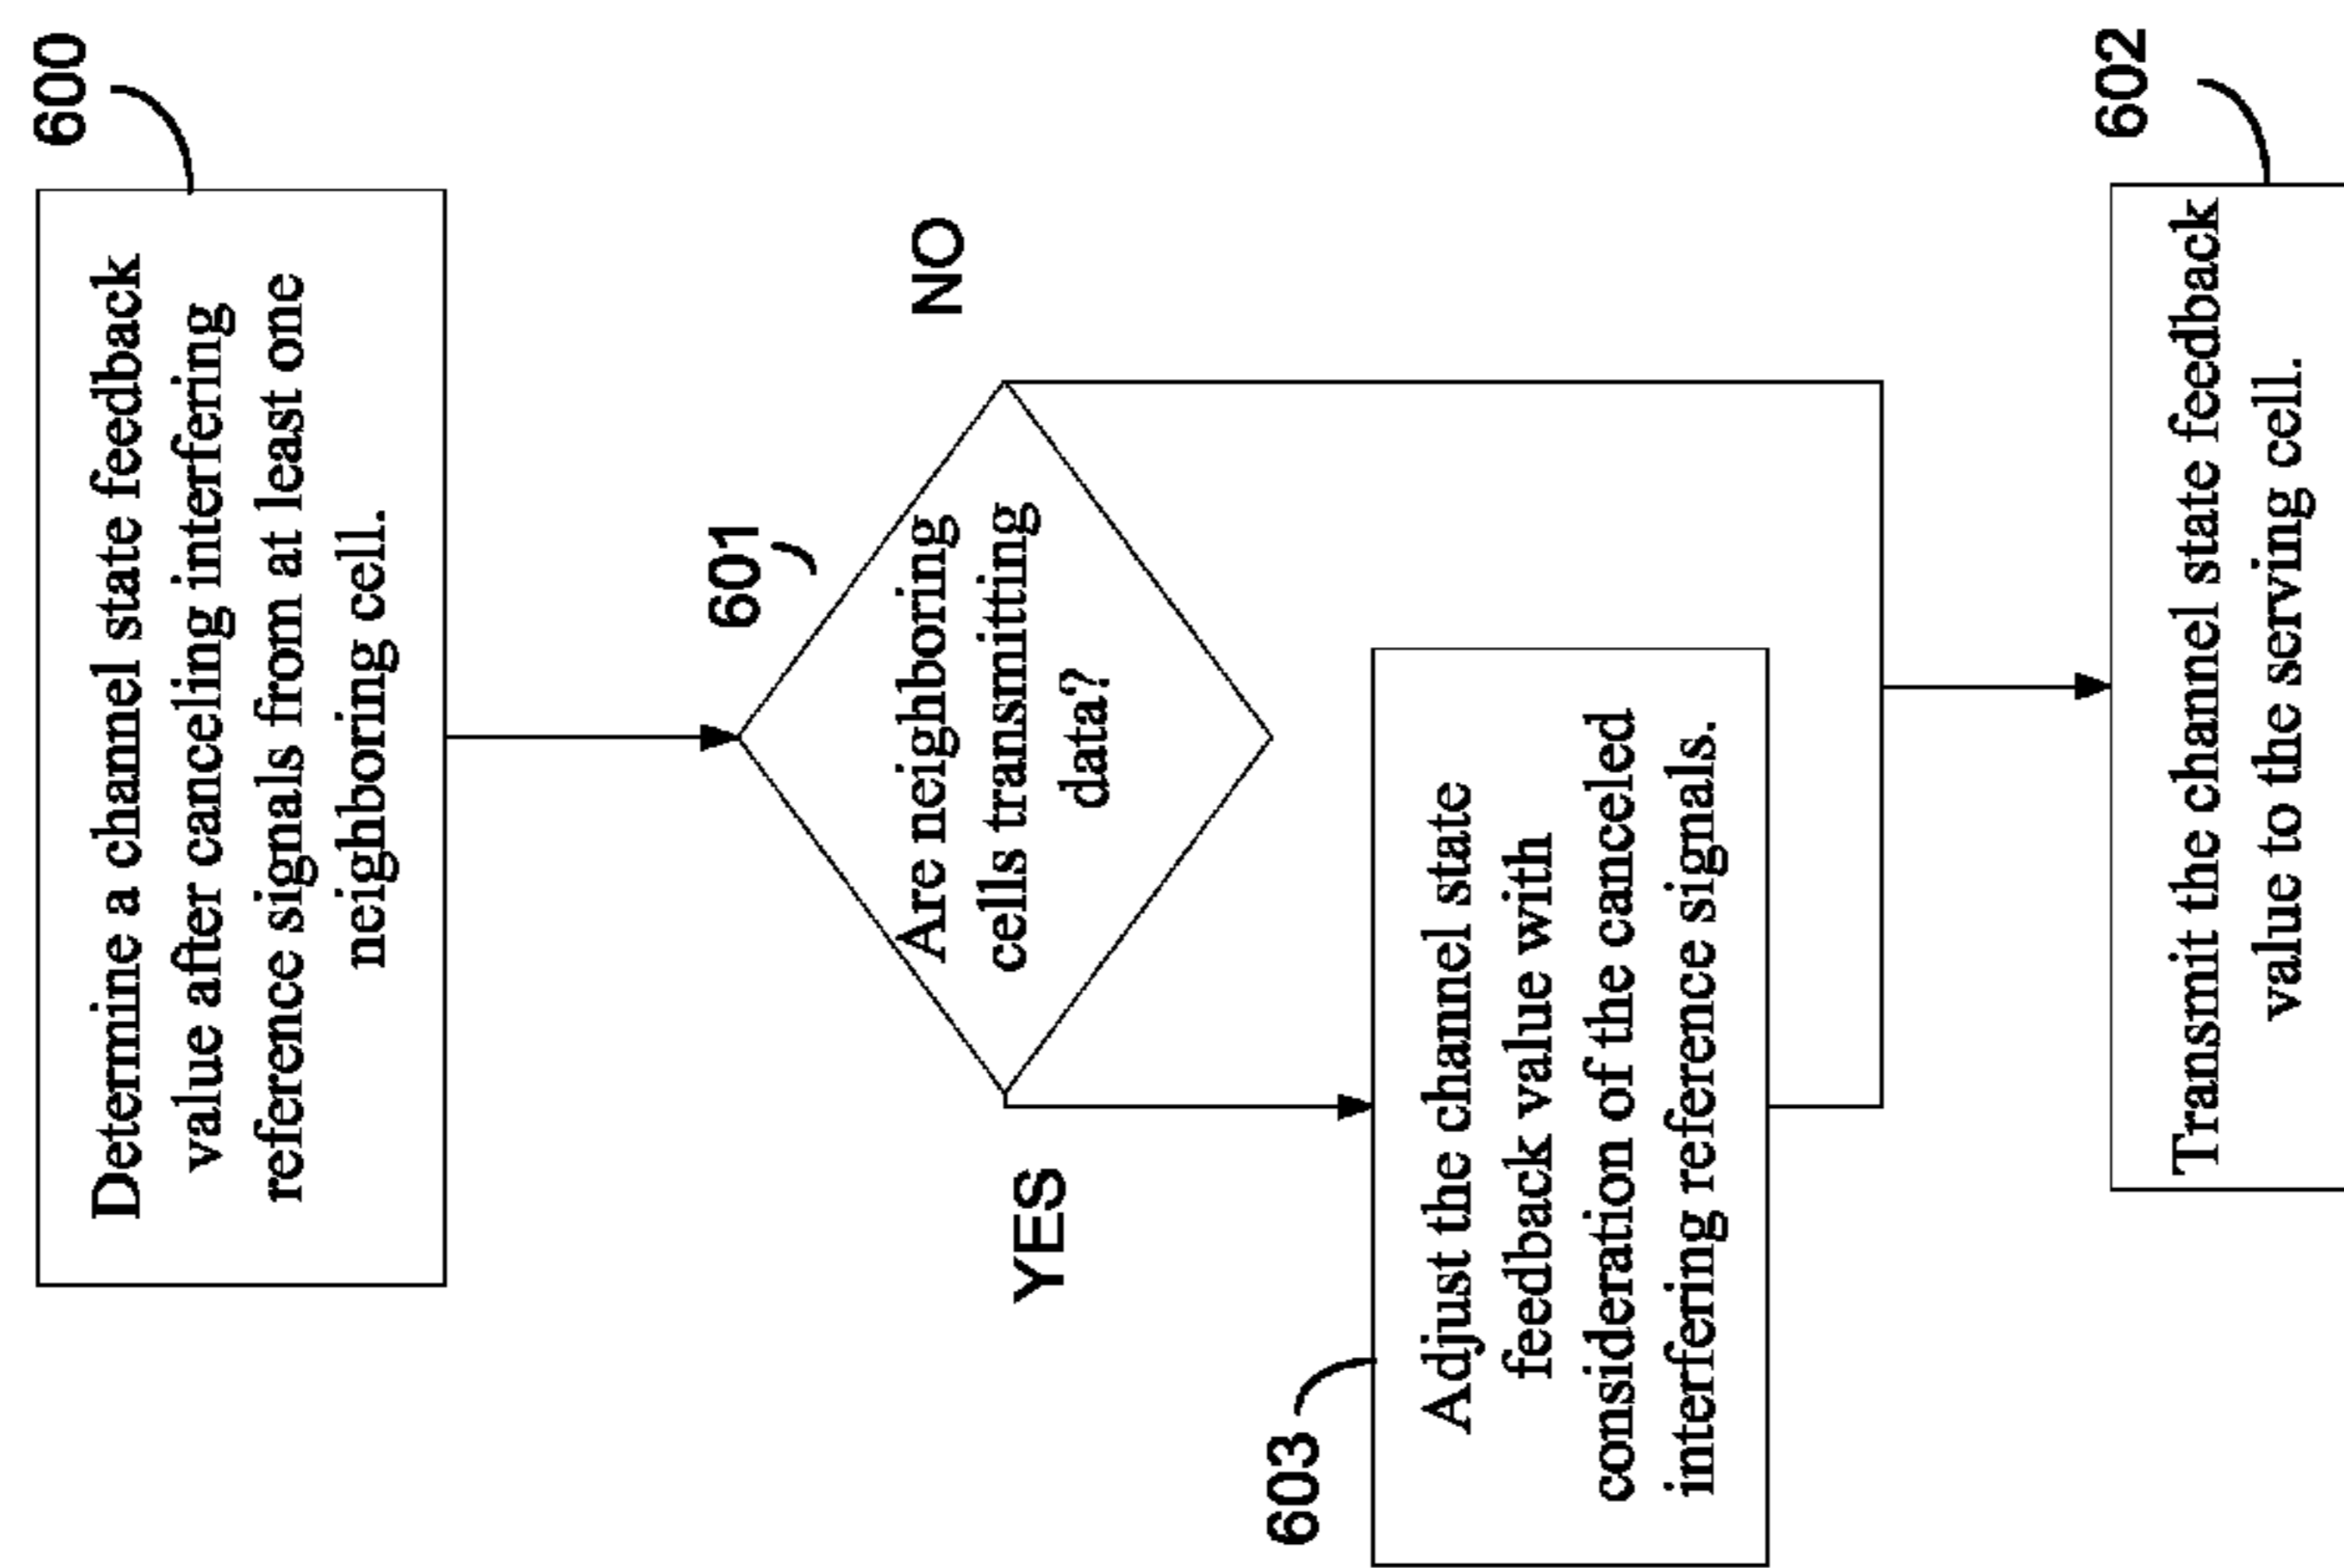 600
Determine a channel state feedback
value after canceling interfering
reference signals from at least one
neighboring cell.
601
Are neighboring
cells transmitting
data?
NO
YES
603
Adjust the channel state
feedback value with
consideration of the canceled
interfering reference signals.
602
Transmit the channel state feedback
value to the serving cell.